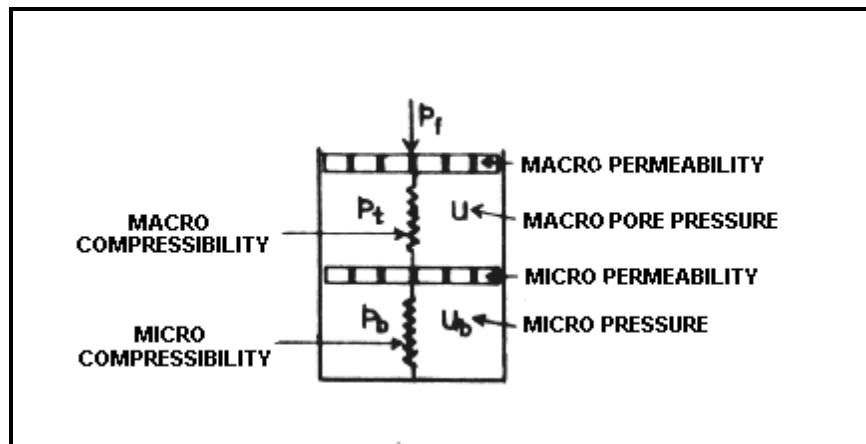 Pf
MACRO PERMEABILITY
Pt
U
MACRO PORE PRESSURE
MACRO
COMPRESSIBILITY
MICRO PERMEABILITY
Pb
Ub
MICRO PRESSURE
MICRO
COMPRESSIBILITY